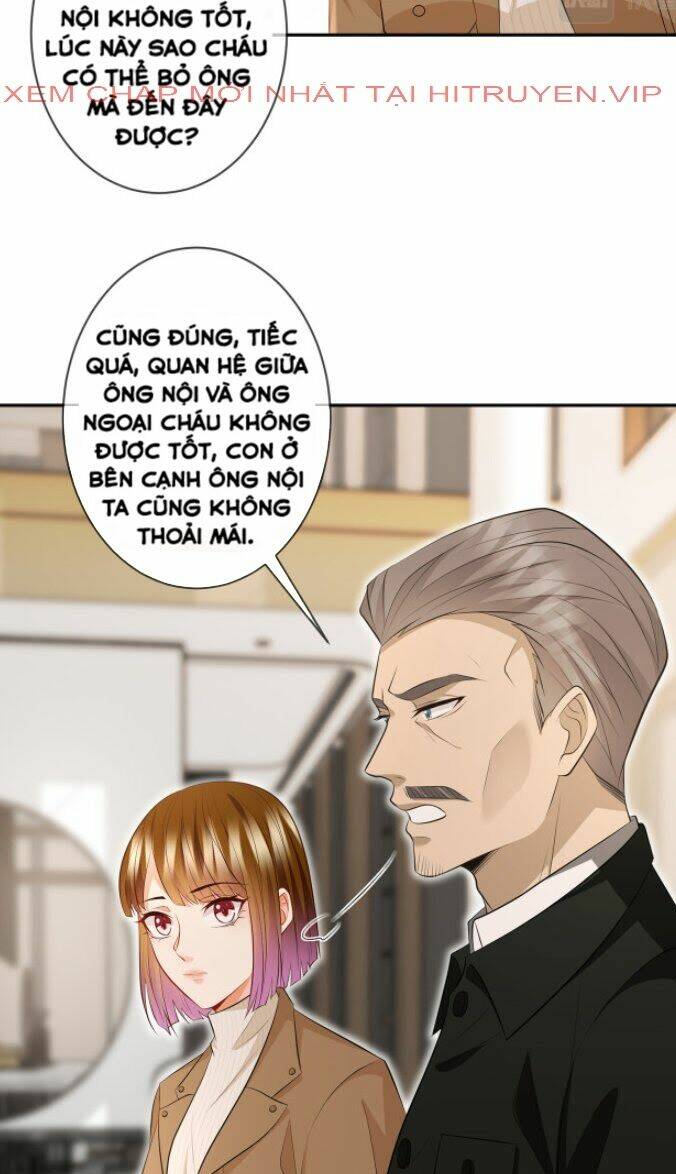 NỘI KHÔNG TỐT,
LÚC NÀY SAO CHÁU
CÓ THỂ BỎ ÔNG
XEM CHAP MỚI NHẤT TẠI HITRUYEN.VIP
MÀ ĐẾN ĐÂY
ĐƯỢC?
CŨNG ĐÚNG, TIẾC
QUÁ, QUAN HỆ GIỮA
ÔNG NỘI VÀ ÔNG
NGOẠI CHÁU KHÔNG
ĐƯỢC TỐT, CON Ở
BÊN CẠNH ÔNG NỘI
TA CŨNG KHÔNG
THOẢI MÁI.